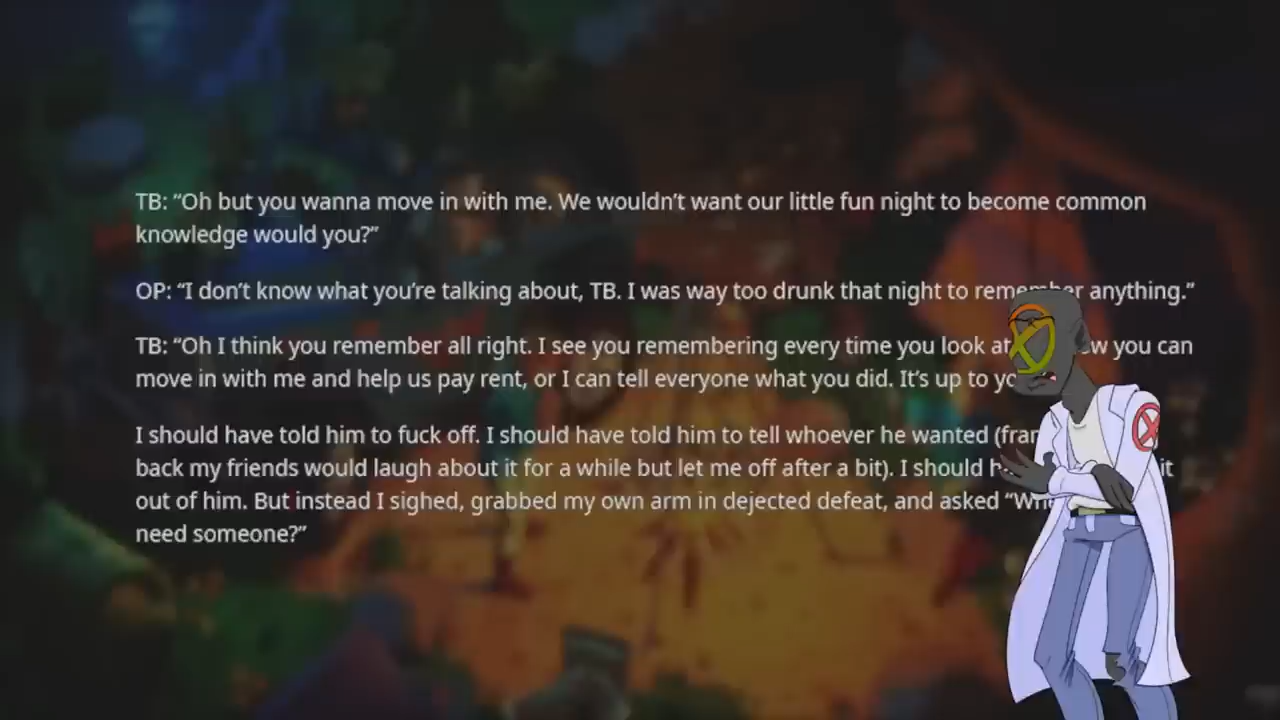 TB: “Oh but you wanna move in with me. We wouldn’t want our little fun night to become common
knowledge would you?”
OP: “I don’t know what you’re talking about, TB. I was way too drunk that night to remember anything.”
TB: “Oh I think you remember all right. I see you remembering every time you look at you can
move in with me and help us pay rent, or I can tell everyone what you did. It’s up to
I should have told him to fuck off. I should have told him to tell whoever he wanted
back my friends would laugh about it for a while but let me off after a bit). I should it
out of him. But instead I sighed, grabbed my own arm in dejected defeat, and asked
need someone?”